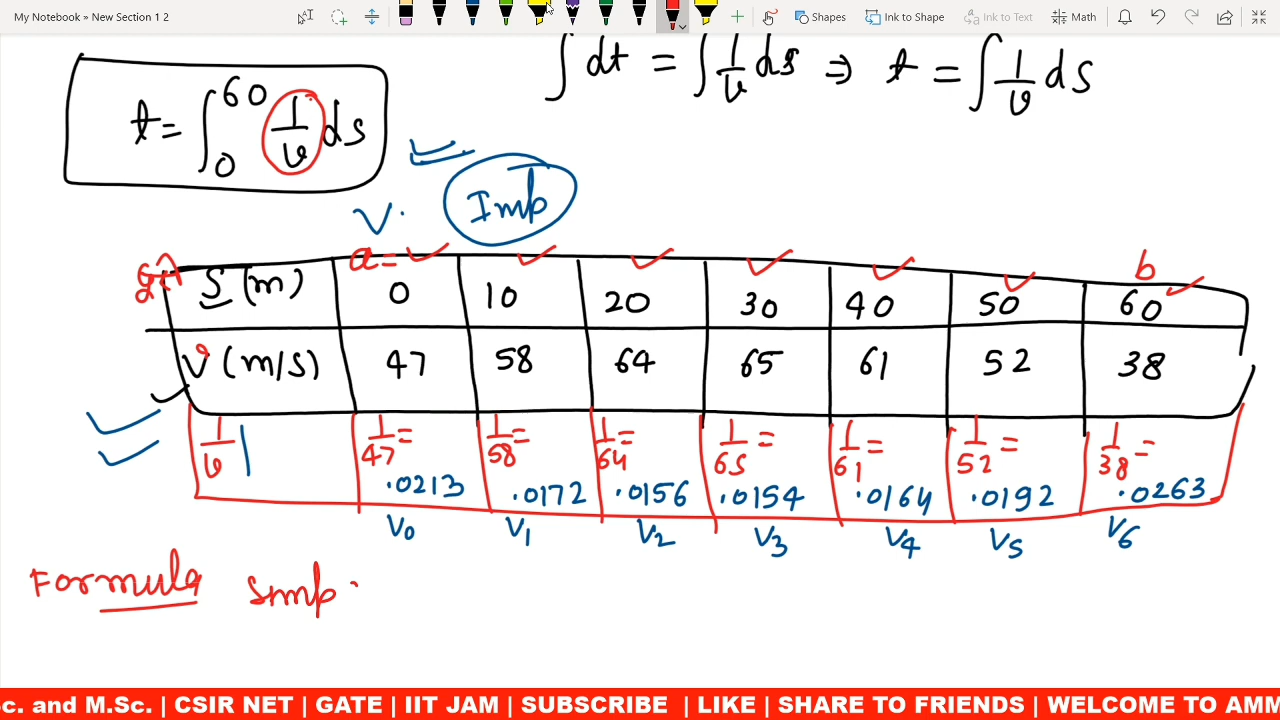 My Notebook » New Section 1 2
Shapes Ink to Shape Ink to Text Math
∫ dt = ∫ 1/v ds ⇒ t = ∫ 1/v ds
t = ∫₀⁶⁰ 1/v ds
V. Imp
a= b
S (m) 0 10 20 30 40 50 60
v (m/s) 47 58 64 65 61 52 38
1/v 1/47 = 1/58 = 1/64 = 1/65 = 1/61 = 1/52 = 1/38 =
.0213 .0172 .0156 .0154 .0164 .0192 .0263
V0 V1 V2 V3 V4 V5 V6
Formula Simp
sc. and M.Sc. | CSIR NET | GATE | IIT JAM | SUBSCRIBE | LIKE | SHARE TO FRIENDS | WELCOME TO AMM